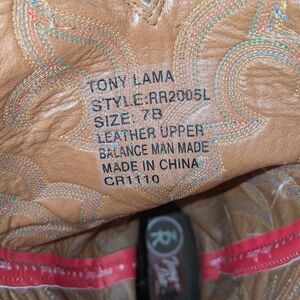 TONY LAMA
STYLE:RR2005L
SIZE: 7B
LEATHER UPPER
BALANCE MAN MADE
MADE IN CHINA
CR1110